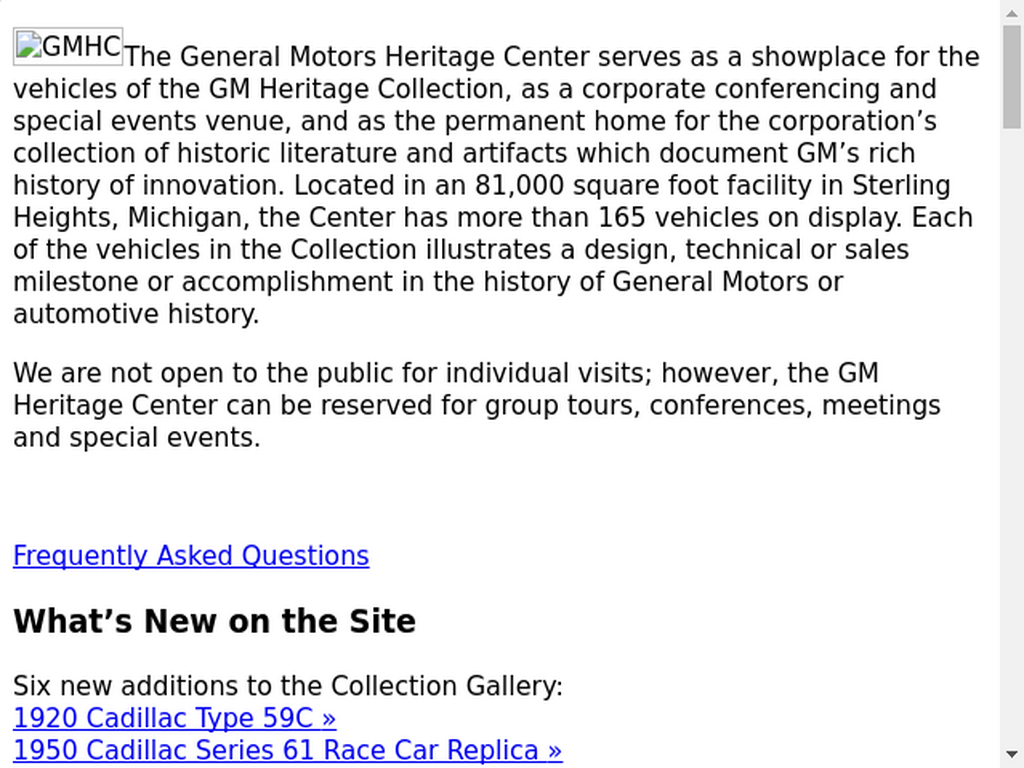 GMHC The General Motors Heritage Center serves as a showplace for the
vehicles of the GM Heritage Collection, as a corporate conferencing and
special events venue, and as the permanent home for the corporation’s
collection of historic literature and artifacts which document GM’s rich
history of innovation. Located in an 81,000 square foot facility in Sterling
Heights, Michigan, the Center has more than 165 vehicles on display. Each
of the vehicles in the Collection illustrates a design, technical or sales
milestone or accomplishment in the history of General Motors or
automotive history.
We are not open to the public for individual visits; however, the GM
Heritage Center can be reserved for group tours, conferences, meetings
and special events.
Frequently Asked Questions
What’s New on the Site
Six new additions to the Collection Gallery:
1920 Cadillac Type 59C »
1950 Cadillac Series 61 Race Car Replica »